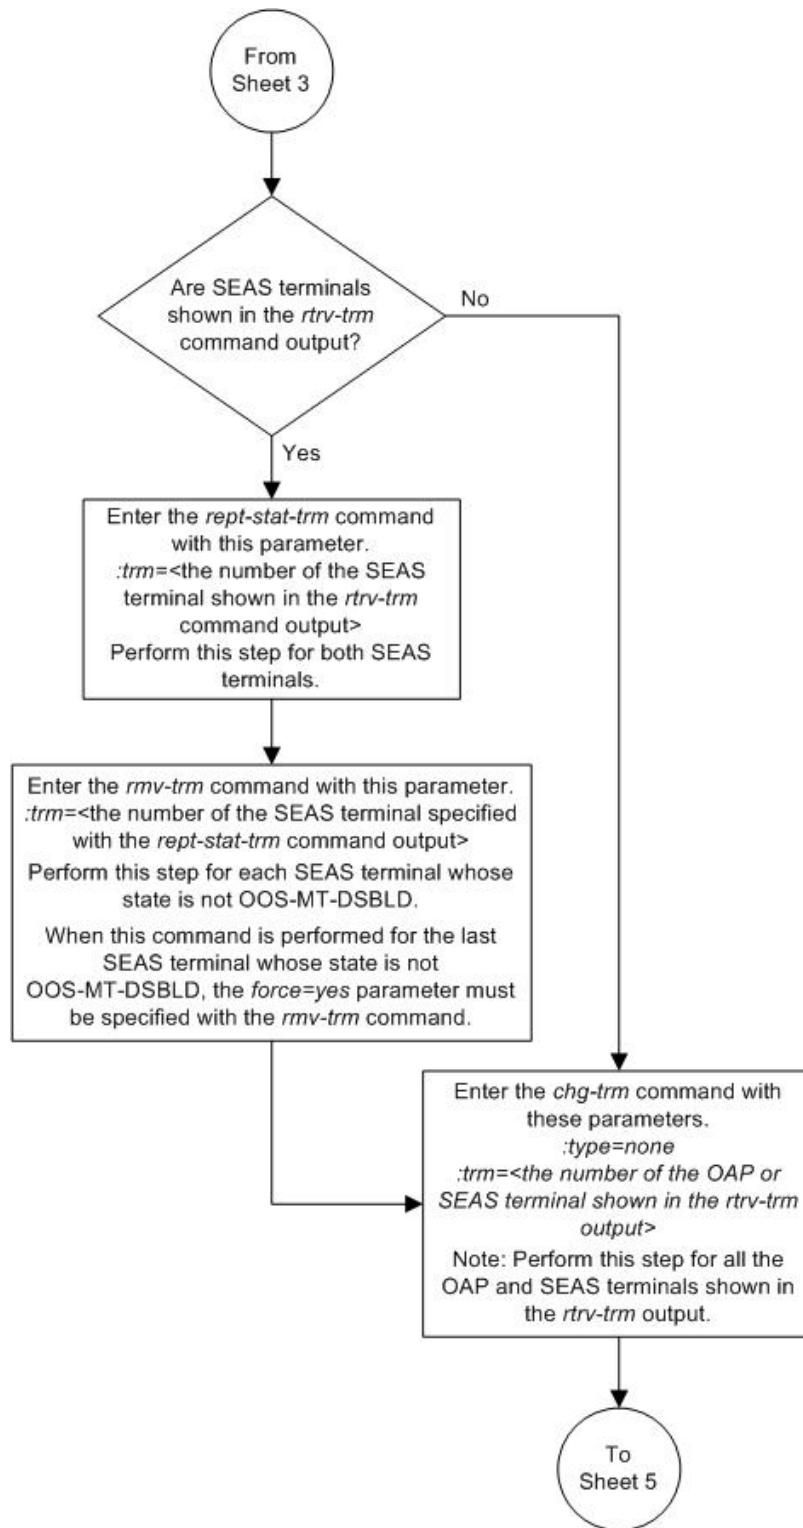 From
Sheet 3
Are SEAS terminals
shown in the rtrv-trm
command output?
No
Yes
Enter the rept-stat-trm command
with this parameter.
:trm=<the number of the SEAS
terminal shown in the rtrv-trm
command output>
Perform this step for both SEAS
terminals.
Enter the rmv-trm command with this parameter.
:trm=<the number of the SEAS terminal specified
with the rept-stat-trm command output>
Perform this step for each SEAS terminal whose
state is not OOS-MT-DSBLD.
When this command is performed for the last
SEAS terminal whose state is not
OOS-MT-DSBLD, the force=yes parameter must
be specified with the rmv-trm command.
Enter the chg-trm command with
these parameters.
:type=none
:trm=<the number of the OAP or
SEAS terminal shown in the rtrv-trm
output>
Note: Perform this step for all the
OAP and SEAS terminals shown in
the rtrv-trm output.
To
Sheet 5